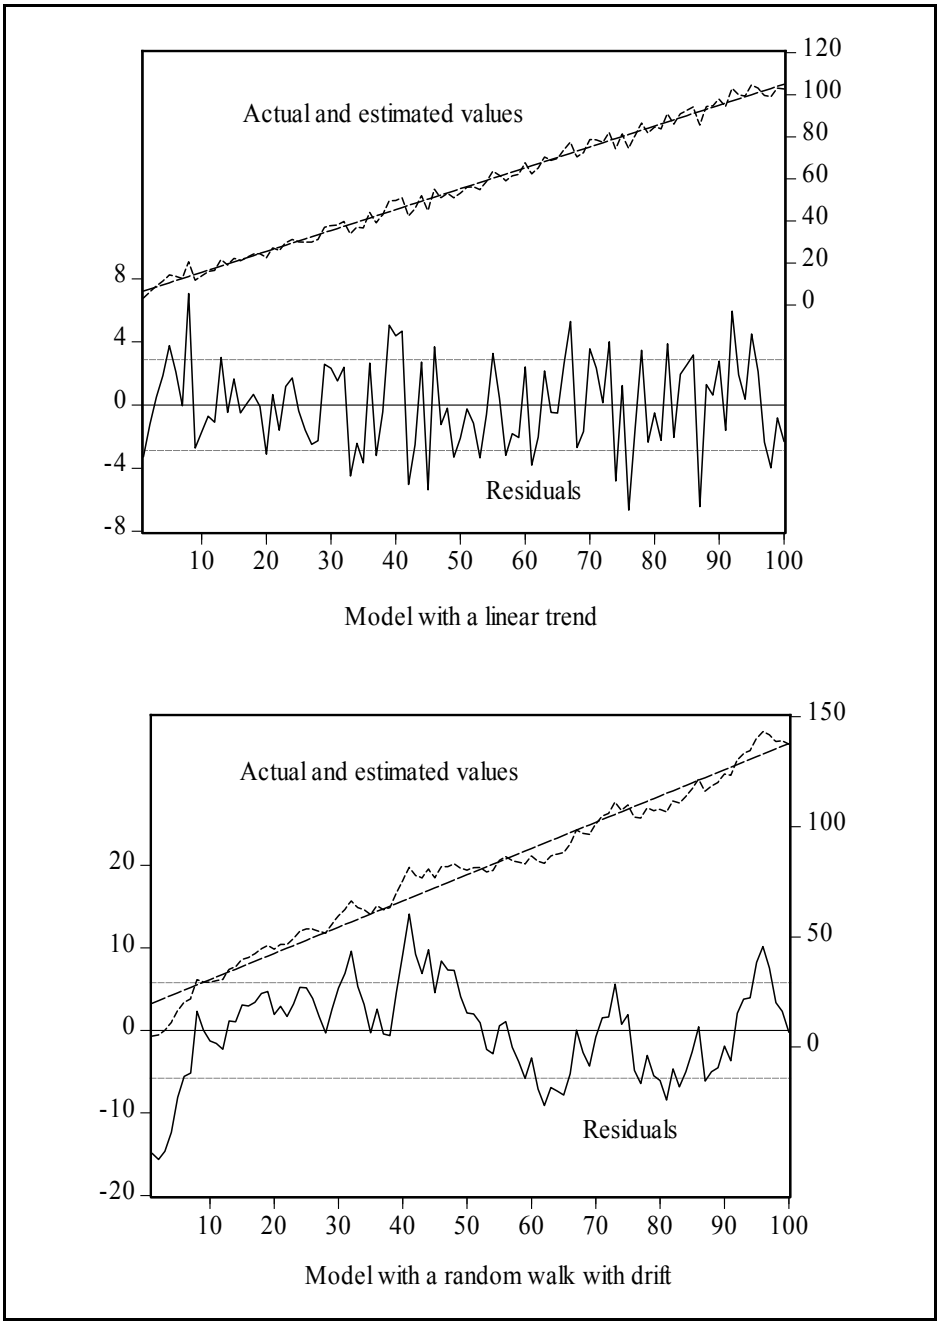 120
Actual and estimated values
100
80
60
40
20
0
8
4
0
-4
-8
Residuals
10 20 30 40 50 60 70 80 90 100
Model with a linear trend
150
Actual and estimated values
100
50
0
20
10
0
-10
-20
Residuals
10 20 30 40 50 60 70 80 90 100
Model with a random walk with drift